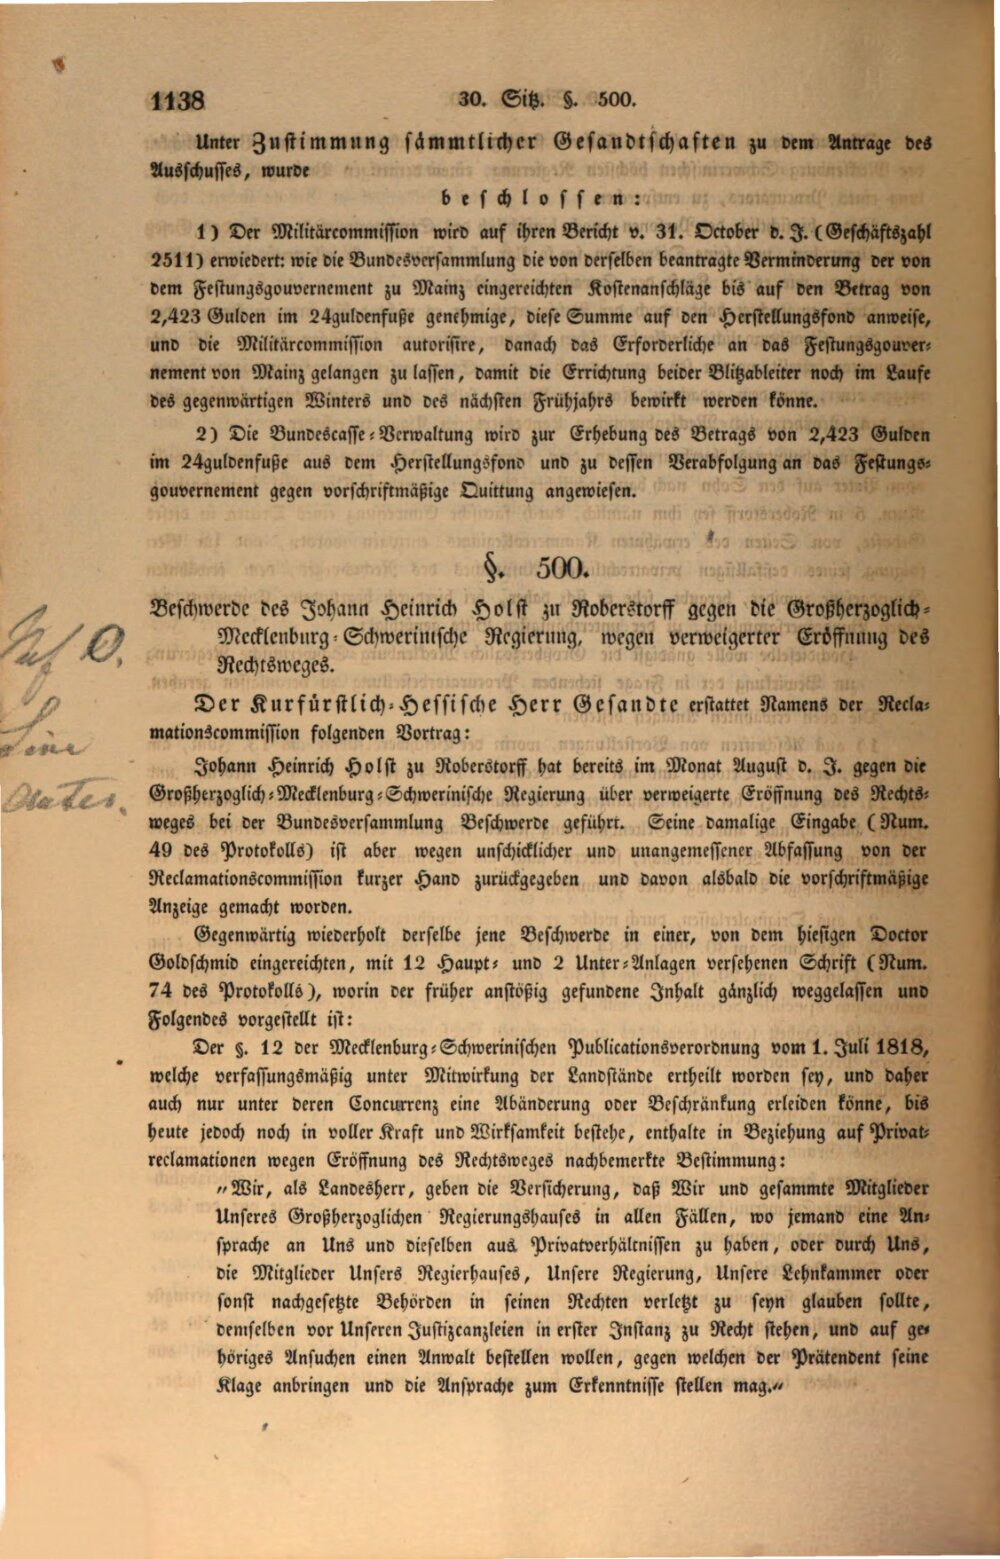 1138
30. Sitz. §. 500.
Unter Zustimmung sämmtlicher Gesandtschaften zu dem Antrage des
Ausschusses, wurde
beschlossen:
1) Der Militärcommission wird auf ihren Bericht v. 31. October d. J. (Geschäftszahl
2511) erwiedert: wie die Bundesversammlung die von derselben beantragte Verminderung der von
dem Festungsgouvernement zu Mainz eingereichten Kostenanschläge bis auf den Betrag von
2,423 Gulden im 24guldenfuße genehmige, diese Summe auf den Herstellungsfond anweise,
und die Militärcommission autorisire, danach das Erforderliche an das Festungsgouver-
nement von Mainz gelangen zu lassen, damit die Errichtung beider Blitzableiter noch im Laufe
des gegenwärtigen Winters und des nächsten Frühjahrs bewirkt werden könne.
2) Die Bundescasse-Verwaltung wird zur Erhebung des Betrags von 2,423 Gulden
im 24guldenfuße aus dem Herstellungsfond und zu dessen Verabfolgung an das Festungs-
gouvernement gegen vorschriftmäßige Quittung angewiesen.
§. 500.
Beschwerde des Johann Heinrich Holst zu Roberstorff gegen die Großherzoglich-
Mecklenburg-Schwerinische Regierung, wegen verweigerter Eröffnung des
Rechtsweges.
Der Kurfürstlich-Hessische Herr Gesandte erstattet Namens der Recla-
mationscommission folgenden Vortrag:
Johann Heinrich Holst zu Roberstorff hat bereits im Monat August d. J. gegen die
Großherzoglich-Mecklenburg-Schwerinische Regierung über verweigerte Eröffnung des Rechts-
weges bei der Bundesversammlung Beschwerde geführt. Seine damalige Eingabe (Num.
49 des Protokolls) ist aber wegen unschicklicher und unangemessener Abfassung von der
Reclamationscommission kurzer Hand zurückgegeben und davon alsbald die vorschriftmäßige
Anzeige gemacht worden.
Gegenwärtig wiederholt derselbe jene Beschwerde in einer, von dem hiesigen Doctor
Goldschmid eingereichten, mit 12 Haupt- und 2 Unter-Anlagen versehenen Schrift (Num.
74 des Protokolls), worin der früher anstößig gefundene Inhalt gänzlich weggelassen und
Folgendes vorgestellt ist:
Der §. 12 der Mecklenburg-Schwerinischen Publicationsverordnung vom 1. Juli 1818,
welche verfassungsmäßig unter Mitwirkung der Landstände ertheilt worden sey, und daher
auch nur unter deren Concurrenz eine Abänderung oder Beschränkung erleiden könne, bis
heute jedoch noch in voller Kraft und Wirksamkeit bestehe, enthalte in Beziehung auf Privat-
reclamationen wegen Eröffnung des Rechtsweges nachbemerkte Bestimmung:
„Wir, als Landesherr, geben die Versicherung, daß Wir und gesammte Mitglieder
Unseres Großherzoglichen Regierungshauses in allen Fällen, wo jemand eine An-
sprache an Uns und dieselben aus Privatverhältnissen zu haben, oder durch Uns,
die Mitglieder Unsers Regierhauses, Unsere Regierung, Unsere Lehnkammer oder
sonst nachgesetzte Behörden in seinen Rechten verletzt zu seyn glauben sollte,
demselben vor Unseren Justizcanzleien in erster Instanz zu Recht stehen, und auf ge-
höriges Ansuchen einen Anwalt bestellen wollen, gegen welchen der Prätendent seine
Klage anbringen und die Ansprache zum Erkenntnisse stellen mag.„